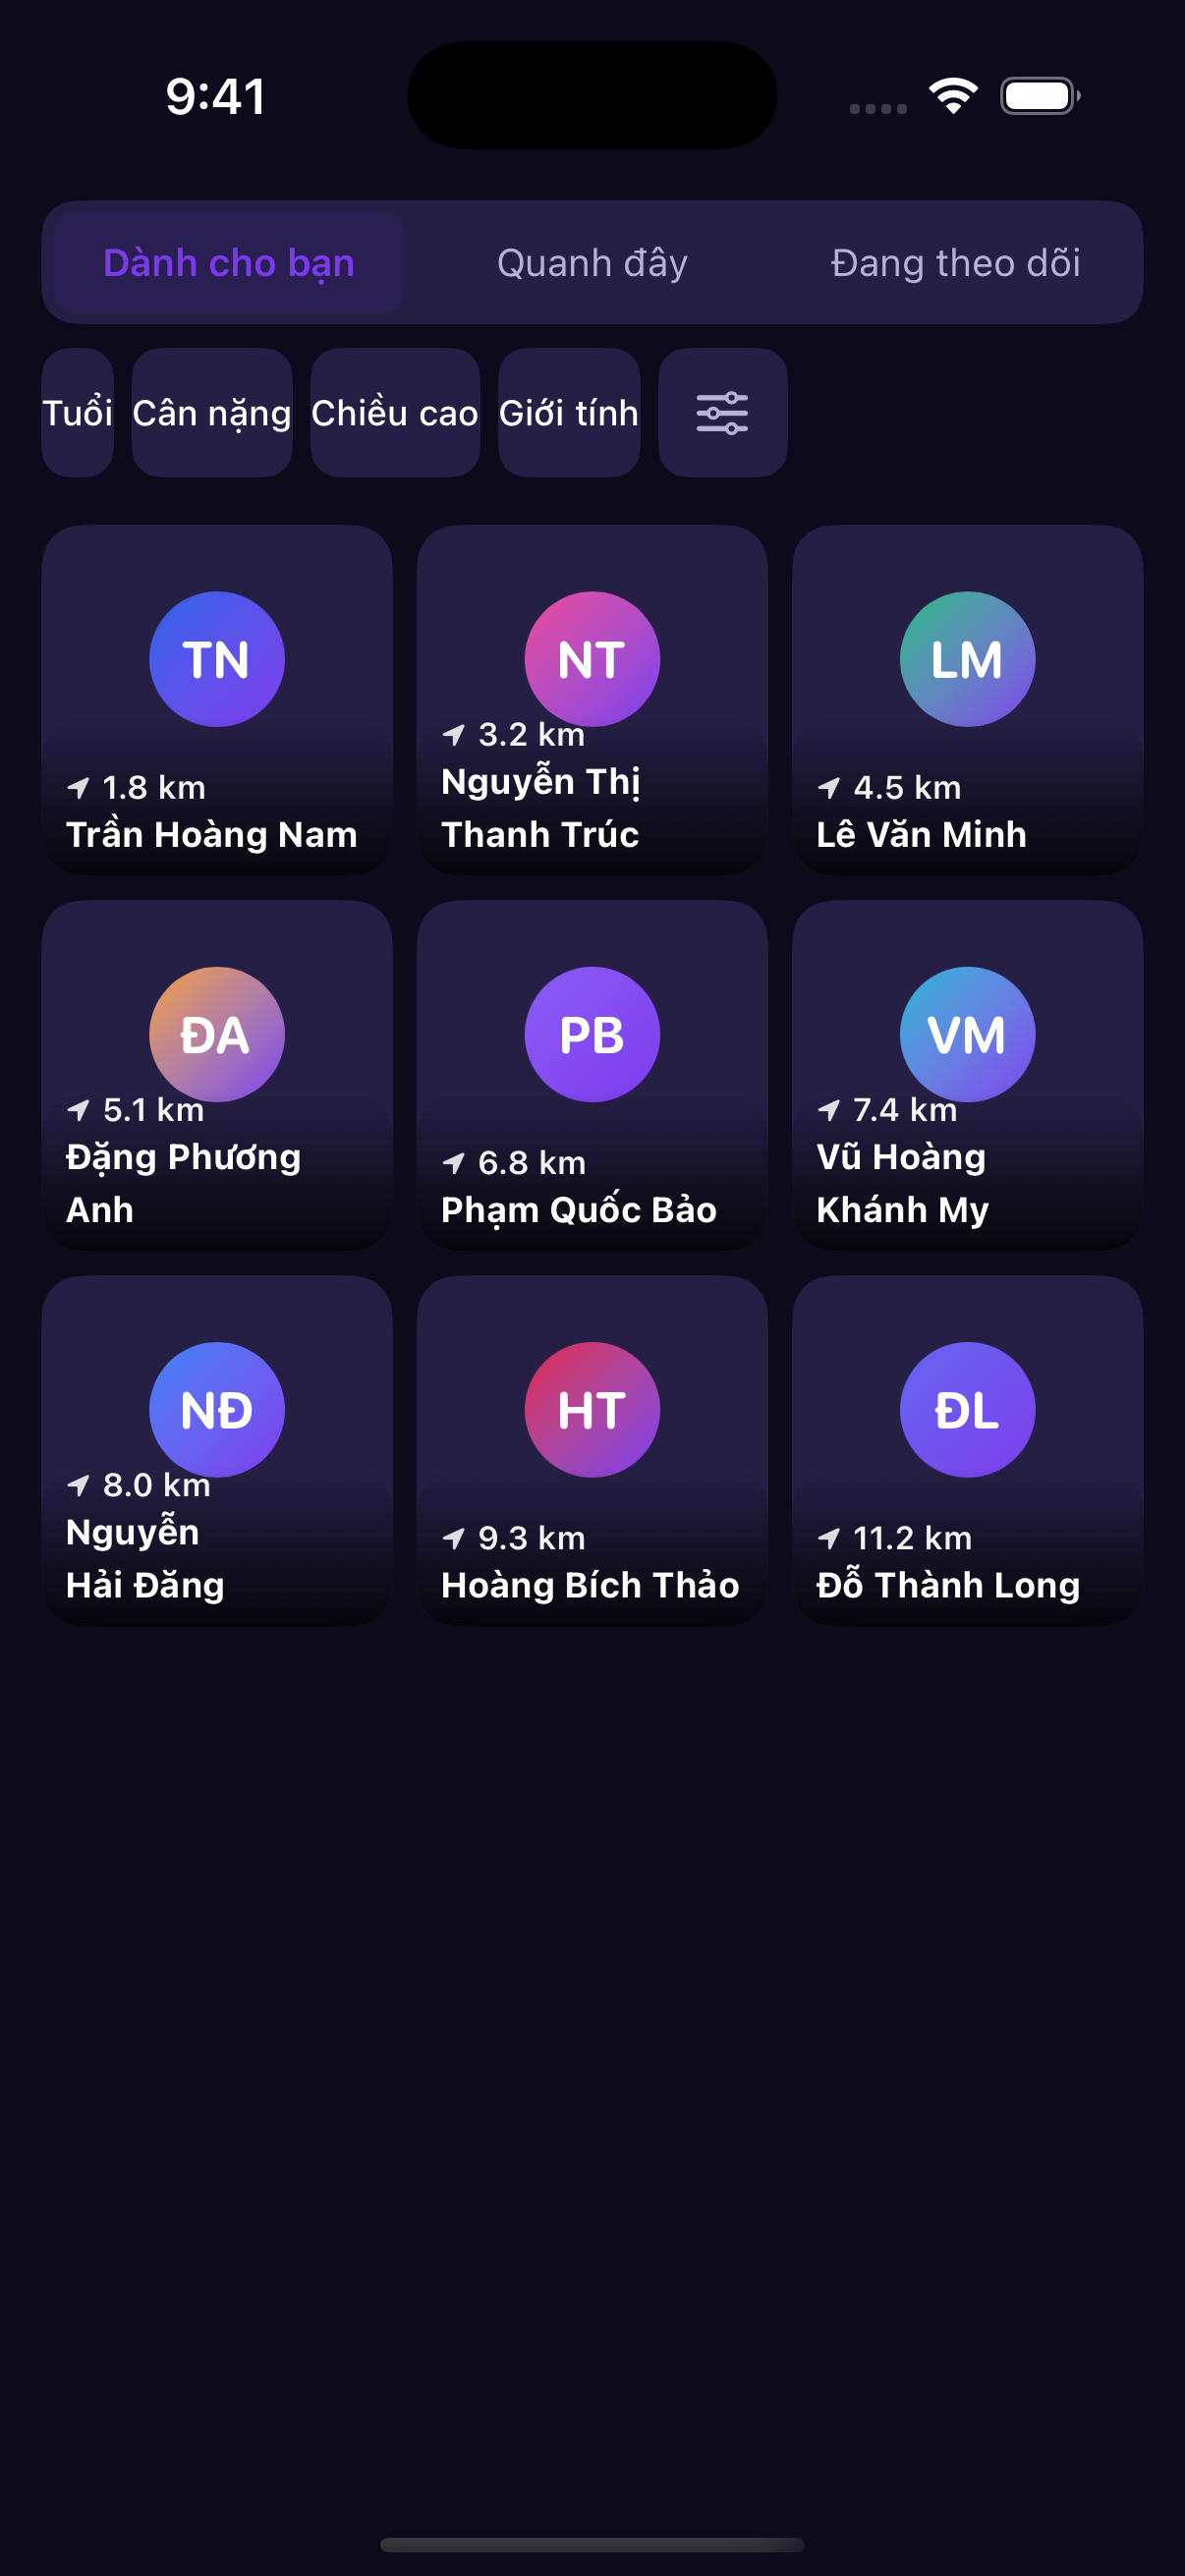 9:41
Dành cho bạn
Quanh đây
Đang theo dõi
Tuổi
Cân nặng
Chiều cao
Giới tính
TN
1.8 km
Trần Hoàng Nam
NT
3.2 km
Nguyễn Thị
Thanh Trúc
LM
4.5 km
Lê Văn Minh
ĐA
5.1 km
Đặng Phương
Anh
PB
6.8 km
Phạm Quốc Bảo
VM
7.4 km
Vũ Hoàng
Khánh My
NĐ
8.0 km
Nguyễn
Hải Đăng
HT
9.3 km
Hoàng Bích Thảo
ĐL
11.2 km
Đỗ Thành Long